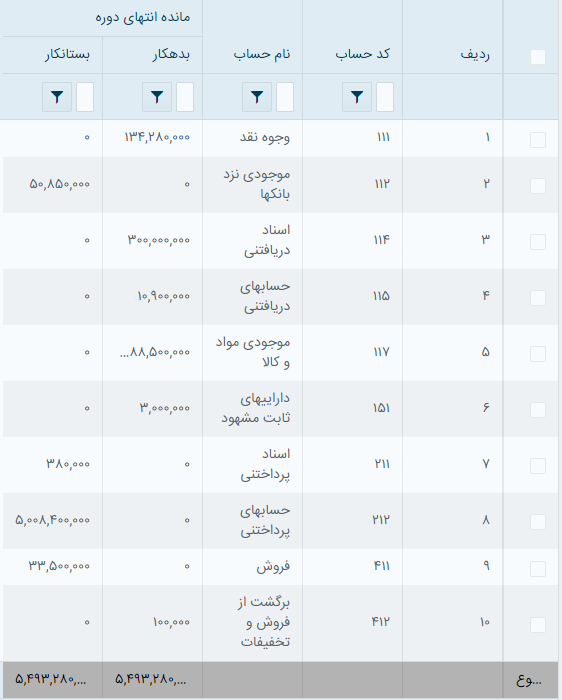 مانده انتهای دوره
ردیف کد حساب نام حساب بدهکار بستانکار
۱ ۱۱۱ وجوه نقد ۱۳۴,۲۸۰,۰۰۰ ۰
۲ ۱۱۲ موجودی نزد بانکها ۰ ۵۰,۸۵۰,۰۰۰
۳ ۱۱۴ اسناد دریافتنی ۳۰۰,۰۰۰,۰۰۰ ۰
۴ ۱۱۵ حسابهای دریافتنی ۱۰,۹۰۰,۰۰۰ ۰
۵ ۱۱۷ موجودی مواد و کالا ...۸۸,۵۰۰,۰۰۰ ۰
۶ ۱۵۱ داراییهای ثابت مشهود ۳,۰۰۰,۰۰۰ ۰
۷ ۲۱۱ اسناد پرداختنی ۰ ۳۸۰,۰۰۰
۸ ۲۱۲ حسابهای پرداختنی ۰ ۵,۰۰۸,۴۰۰,۰۰۰
۹ ۴۱۱ فروش ۰ ۳۳,۵۰۰,۰۰۰
۱۰ ۴۱۲ برگشت از فروش و تخفیفات ۱۰۰,۰۰۰ ۰
...وع ۵,۴۹۳,۲۸۰,... ۵,۴۹۳,۲۸۰,...